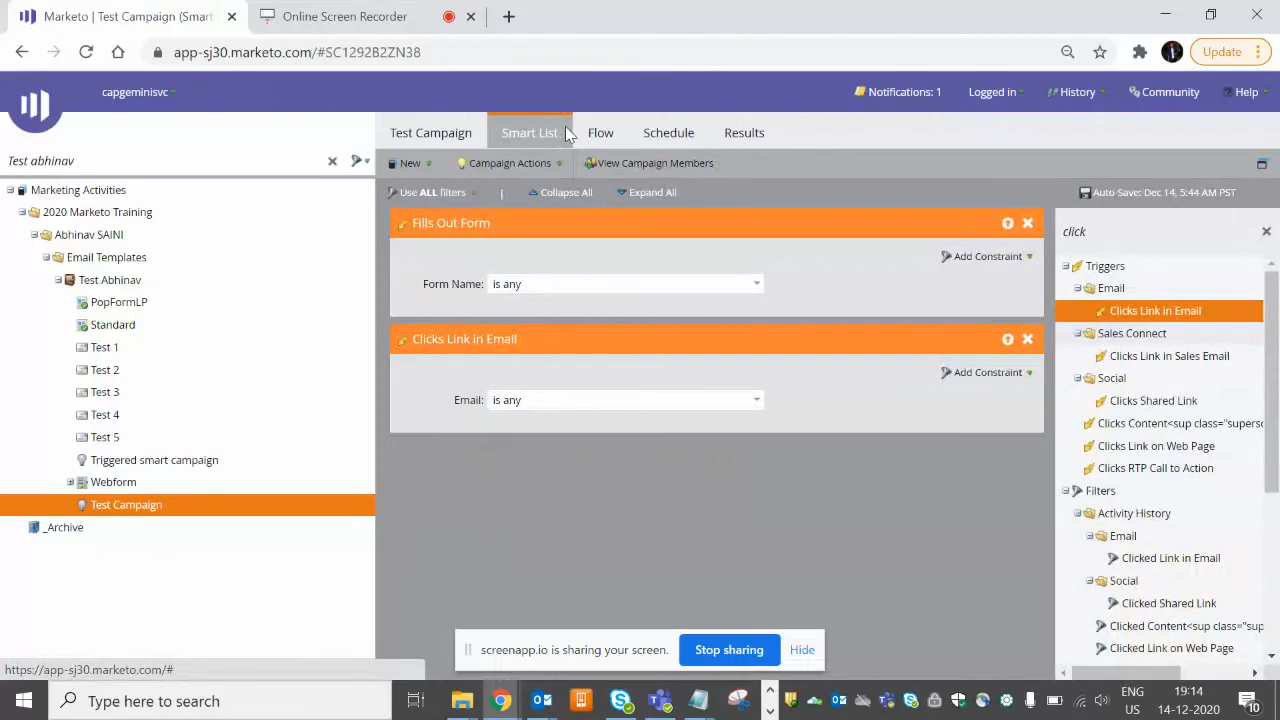 Marketo | Test Campaign (Smart
Online Screen Recorder
app-sj30.marketo.com/#SC1292B2ZN38
Update
capgeminisvc
Notifications: 1
Logged in
History
Community
Help
Test abhinav
Test Campaign
Smart List
Flow
Schedule
Results
New
Campaign Actions
View Campaign Members
Use ALL filters
|
Collapse All
Expand All
Auto-Save: Dec 14, 5:44 AM PST
Marketing Activities
2020 Marketo Training
Abhinav SAINI
Email Templates
Test Abhinav
PopFormLP
Standard
Test 1
Test 2
Test 3
Test 4
Test 5
Triggered smart campaign
Webform
Test Campaign
_Archive
Fills Out Form
Add Constraint
Form Name: is any
Clicks Link in Email
Add Constraint
Email: is any
click
Triggers
Email
Clicks Link in Email
Sales Connect
Clicks Link in Sales Email
Social
Clicks Shared Link
Clicks Content<sup class="supersc
Clicks Link on Web Page
Clicks RTP Call to Action
Filters
Activity History
Email
Clicked Link in Email
Social
Clicked Shared Link
Clicked Content<sup class="sup
Clicked Link on Web Page
screenapp.io is sharing your screen.
Stop sharing
Hide
https://app-sj30.marketo.com/#
Type here to search
ENG
US
19:14
14-12-2020
10